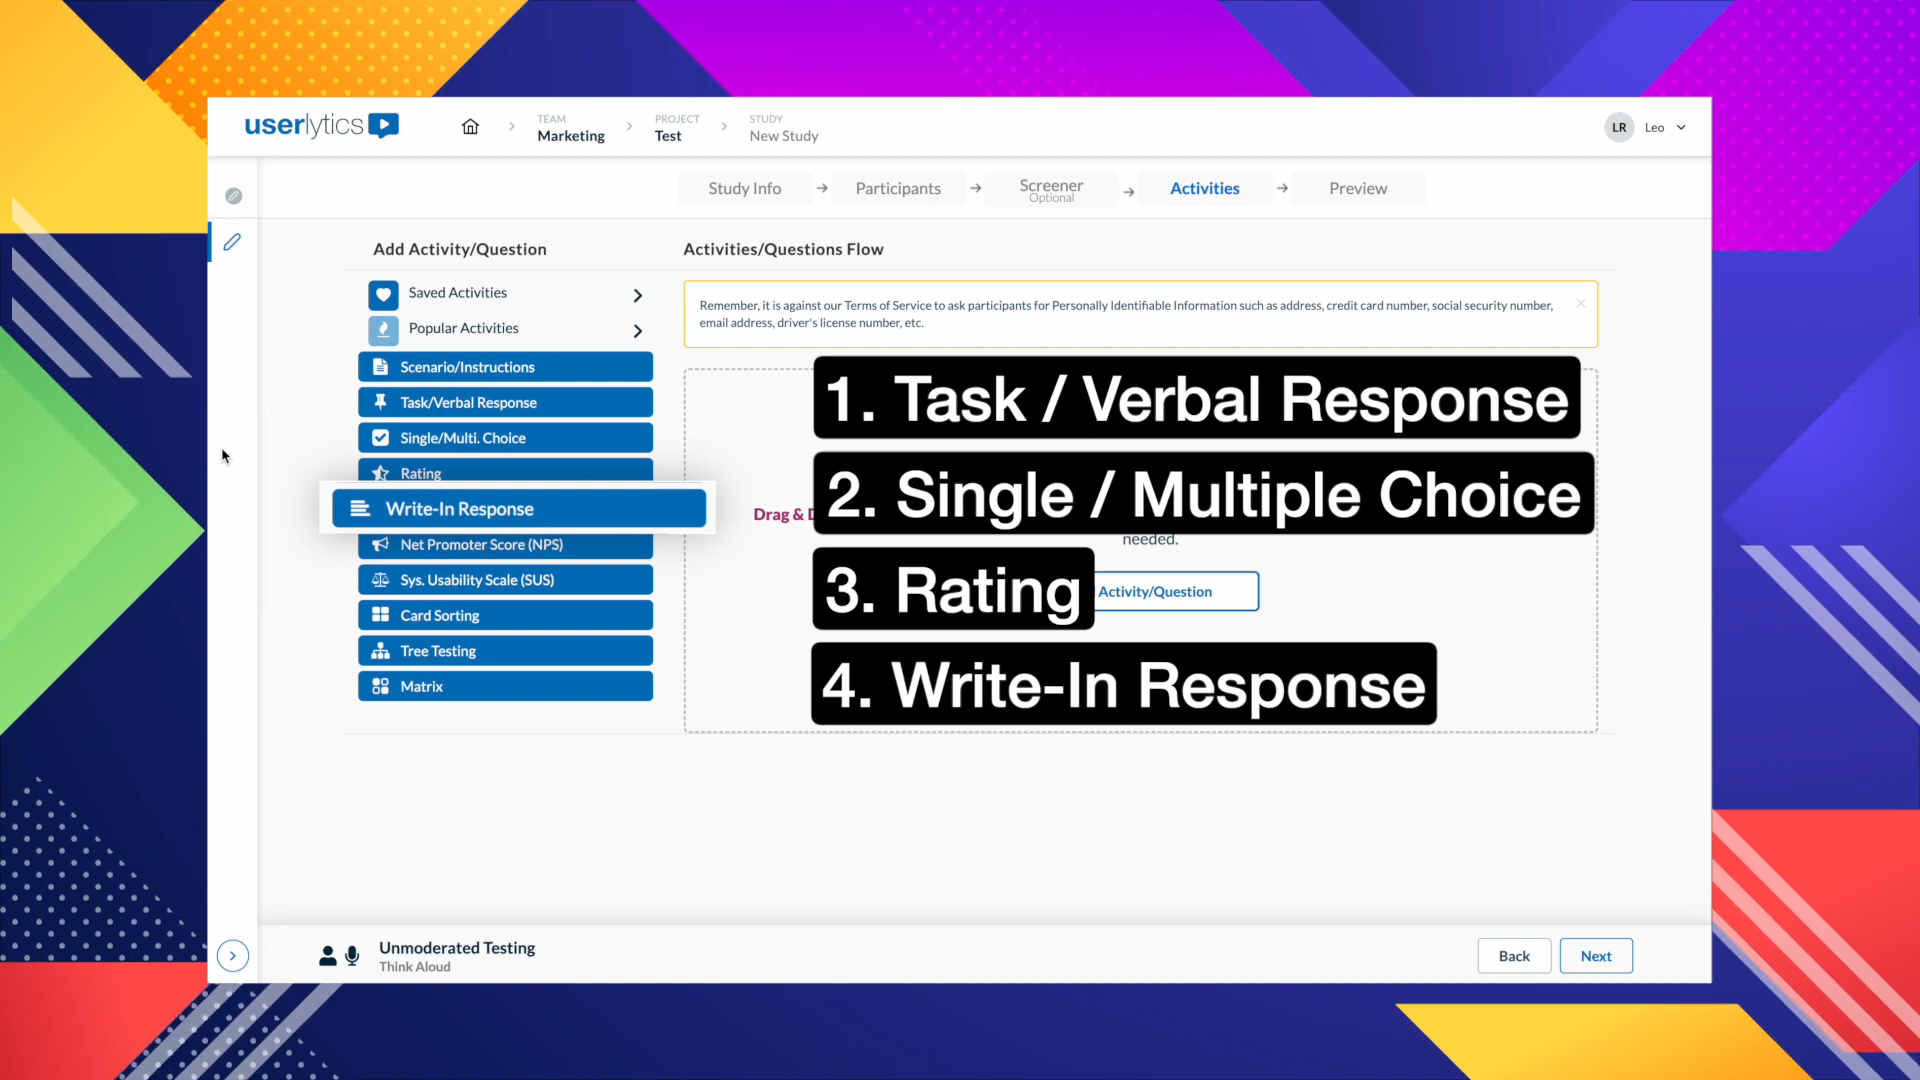 userlytics
TEAM
Marketing
PROJECT
Test
STUDY
New Study
LR
Leo
Study Info
Participants
Screener
Optional
Activities
Preview
Add Activity/Question
Saved Activities
Popular Activities
Scenario/Instructions
Task/Verbal Response
Single/Multi. Choice
Rating
Write-In Response
Net Promoter Score (NPS)
Sys. Usability Scale (SUS)
Card Sorting
Tree Testing
Matrix
Activities/Questions Flow
Remember, it is against our Terms of Service to ask participants for Personally Identifiable Information such as address, credit card number, social security number,
email address, driver's license number, etc.
1. Task / Verbal Response
2. Single / Multiple Choice
Drag &
needed.
3. Rating
Activity/Question
4. Write-In Response
Unmoderated Testing
Think Aloud
Back
Next